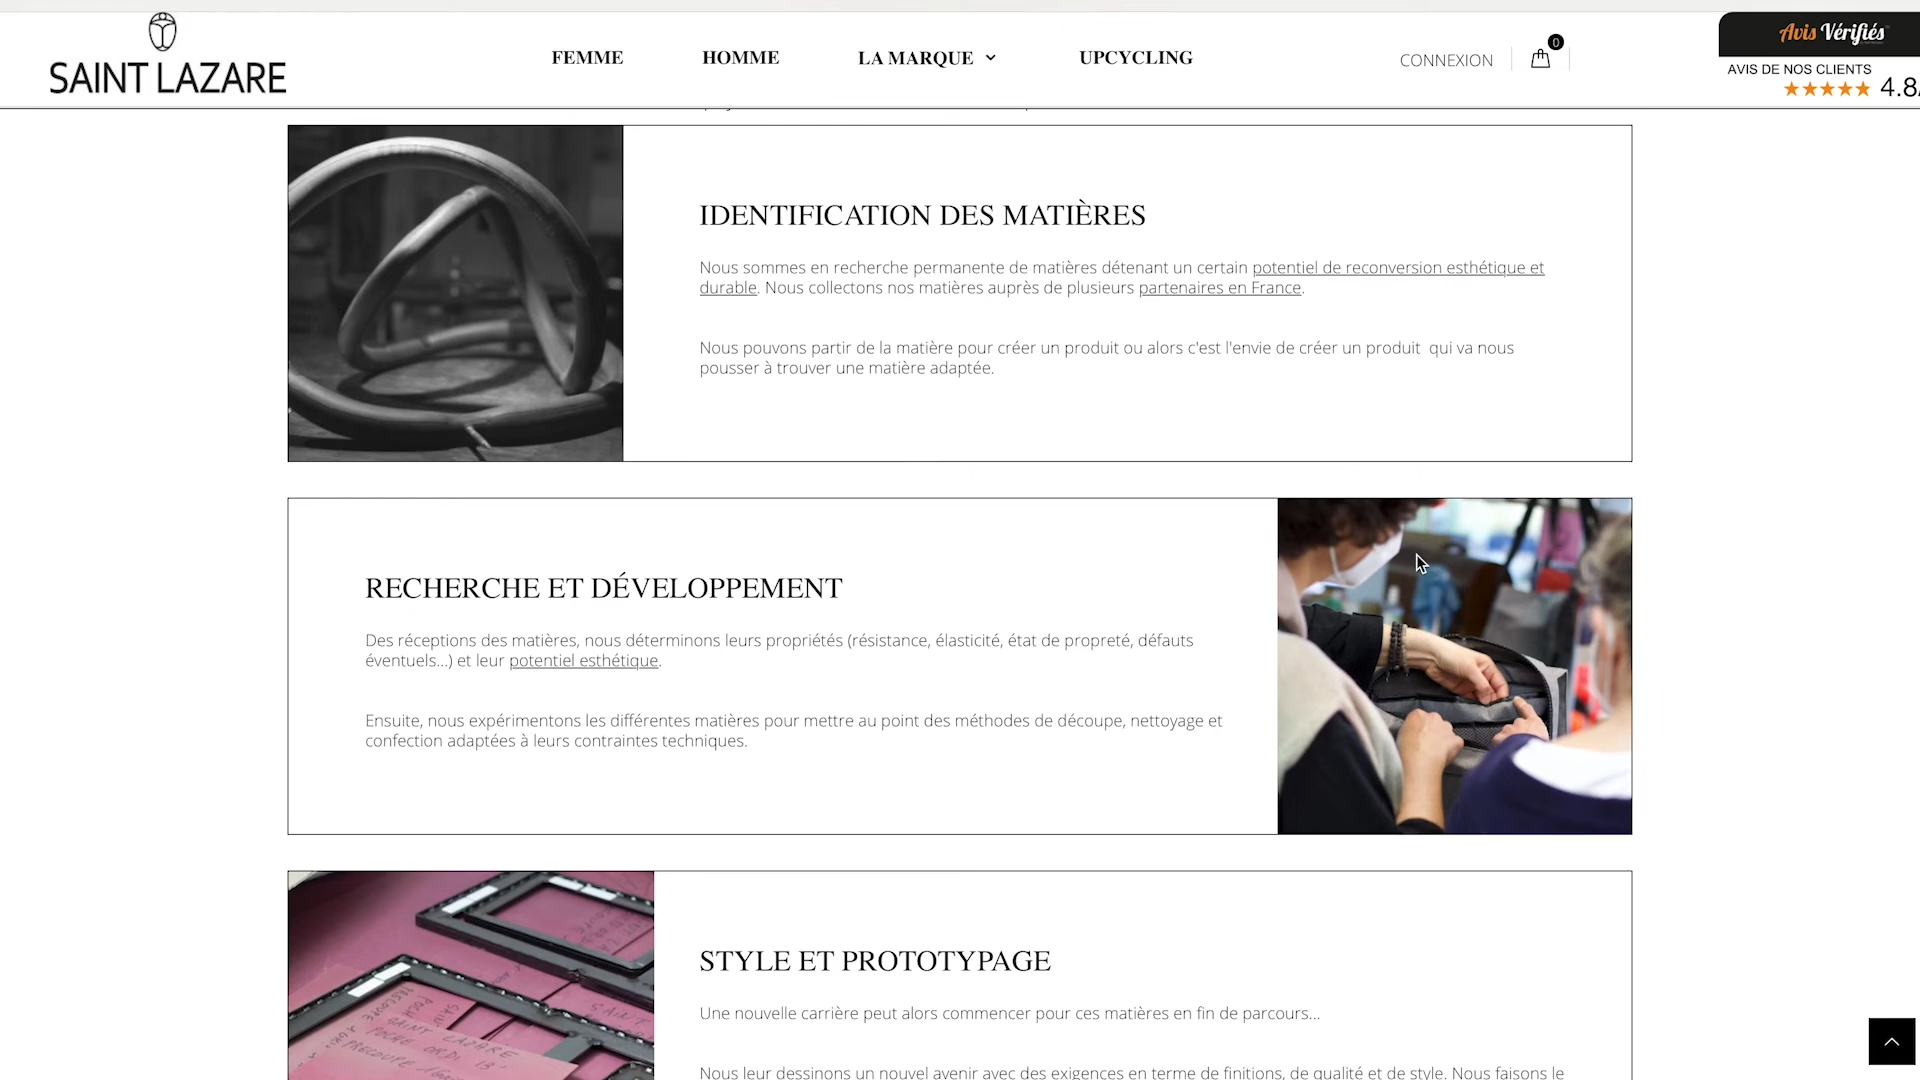 SAINT LAZARE
FEMME
HOMME
LA MARQUE
UPCYCLING
CONNEXION
0
Avis Vérifiés
AVIS DE NOS CLIENTS
4.8/
IDENTIFICATION DES MATIÈRES
Nous sommes en recherche permanente de matières détenant un certain potentiel de reconversion esthétique et
durable. Nous collectons nos matières auprès de plusieurs partenaires en France.
Nous pouvons partir de la matière pour créer un produit ou alors c'est l'envie de créer un produit qui va nous
pousser à trouver une matière adaptée.
RECHERCHE ET DÉVELOPPEMENT
Des réceptions des matières, nous déterminons leurs propriétés (résistance, élasticité, état de propreté, défauts
éventuels...) et leur potentiel esthétique.
Ensuite, nous expérimentons les différentes matières pour mettre au point des méthodes de découpe, nettoyage et
confection adaptées à leurs contraintes techniques.
STYLE ET PROTOTYPAGE
Une nouvelle carrière peut alors commencer pour ces matières en fin de parcours...
Nous leur dessinons un nouvel avenir avec des exigences en terme de finitions, de qualité et de style. Nous faisons le
SAINT LAZARE
POCHE ORDI 13"
PRECOUPE